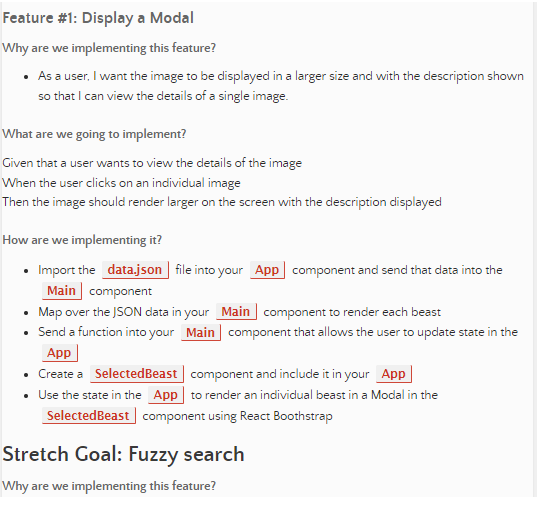 Feature #1: Display a Modal
Why are we implementing this feature?
As a user, I want the image to be displayed in a larger size and with the description shown
so that I can view the details of a single image.
What are we going to implement?
Given that a user wants to view the details of the image
When the user clicks on an individual image
Then the image should render larger on the screen with the description displayed
How are we implementing it?
Import the data.json file into your App component and send that data into the
Main component
Map over the JSON data in your Main component to render each beast
Send a function into your Main component that allows the user to update state in the
App
Create a SelectedBeast component and include it in your App
Use the state in the App to render an individual beast in a Modal in the
SelectedBeast component using React Boothstrap
Stretch Goal: Fuzzy search
Why are we implementing this feature?